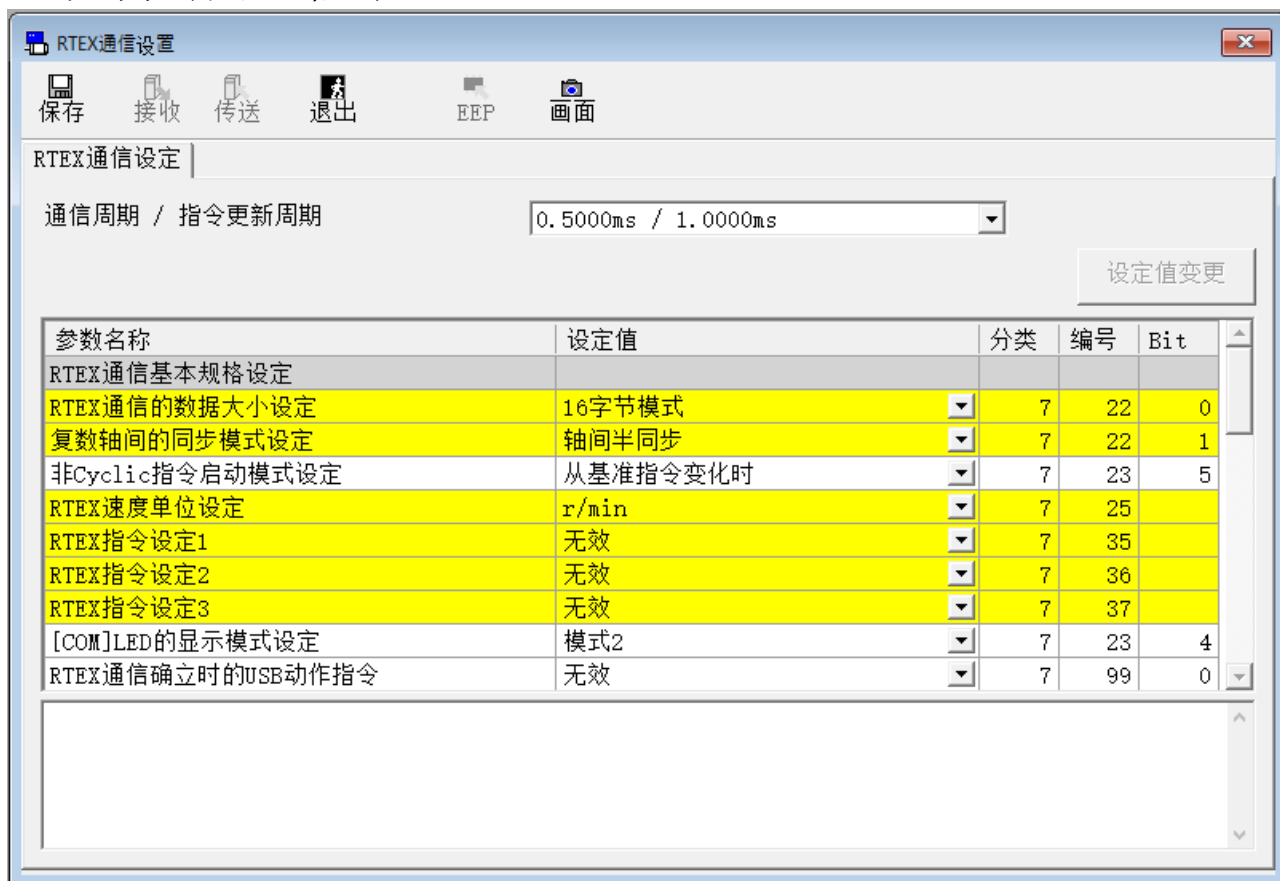 RTEX通信设置
保存 接收 传送 退出 EEP 画面
RTEX通信设定
通信周期 / 指令更新周期 0.5000ms / 1.0000ms
设定值变更
参数名称 设定值 分类 编号 Bit
RTEX通信基本规格设定
RTEX通信的数据大小设定 16字节模式 7 22 0
复数轴间的同步模式设定 轴间半同步 7 22 1
非Cyclic指令启动模式设定 从基准指令变化时 7 23 5
RTEX速度单位设定 r/min 7 25
RTEX指令设定1 无效 7 35
RTEX指令设定2 无效 7 36
RTEX指令设定3 无效 7 37
[COM]LED的显示模式设定 模式2 7 23 4
RTEX通信确立时的USB动作指令 无效 7 99 0